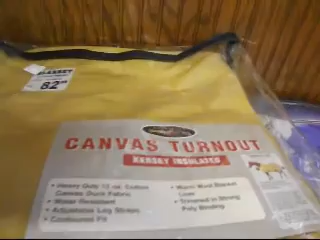 BLANKET
82
CANVAS TURNOUT
KERSEY INSULATED
• Heavy Duty 12 oz. Cotton
Canvas Duck Fabric
• Water Resistant
• Adjustable Leg Straps
• Contoured Fit
• Warm Wool Blanket
Liner
• Trimmed in Strong
Poly Binding